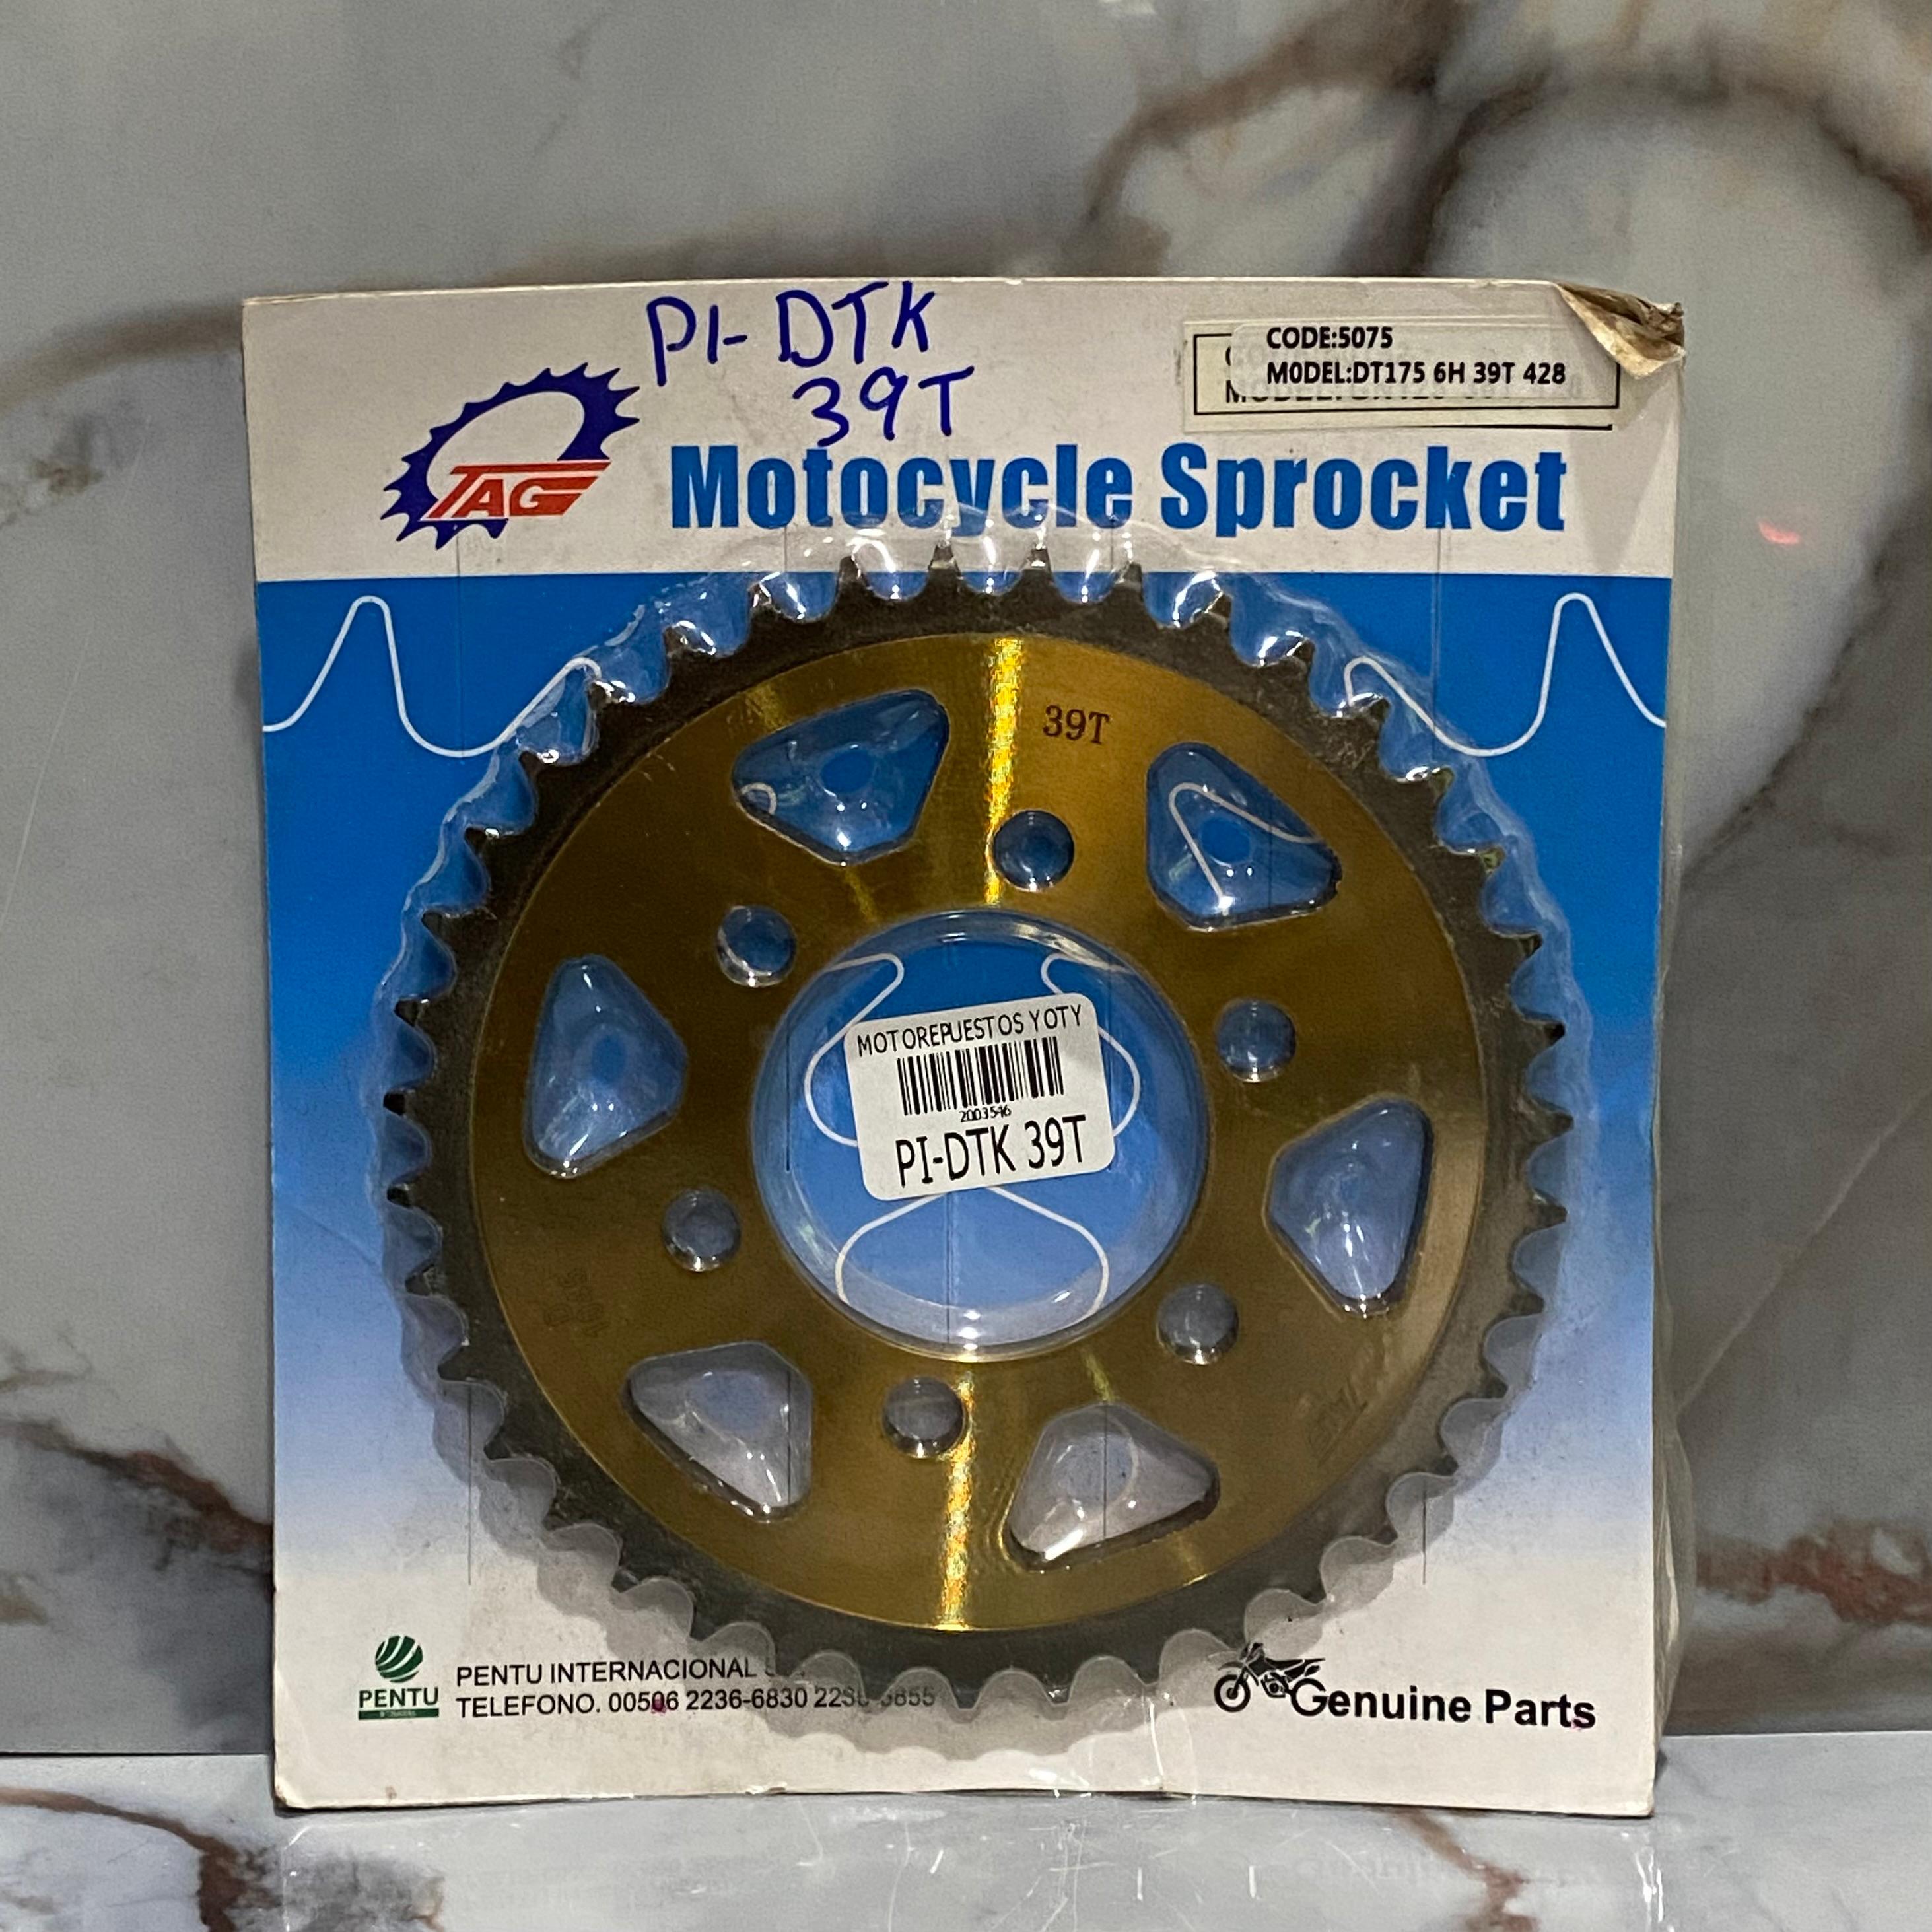 PI-DTK
39T
CODE:5075
MODEL:DT175 6H 39T 428
TAG
Motocycle Sprocket
39T
MOTOREPUESTOS YOTY
2003546
PI-DTK 39T
PENTU
PENTU INTERNACIONAL
TELEFONO. 00506 2236-6830
Genuine Parts